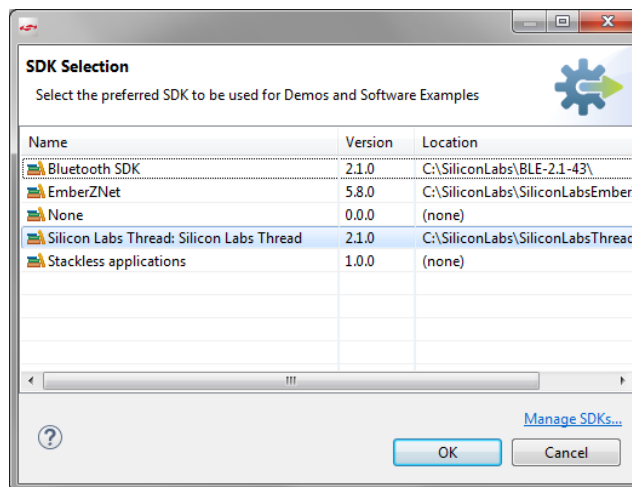 SDK Selection
Select the preferred SDK to be used for Demos and Software Examples
Name Version Location
Bluetooth SDK 2.1.0 C:\SiliconLabs\BLE-2.1-43\
EmberZNet 5.8.0 C:\SiliconLabs\SiliconLabsEmber
None 0.0.0 (none)
Silicon Labs Thread: Silicon Labs Thread 2.1.0 C:\SiliconLabs\SiliconLabsThread
Stackless applications 1.0.0 (none)
Manage SDKs...
?
OK Cancel